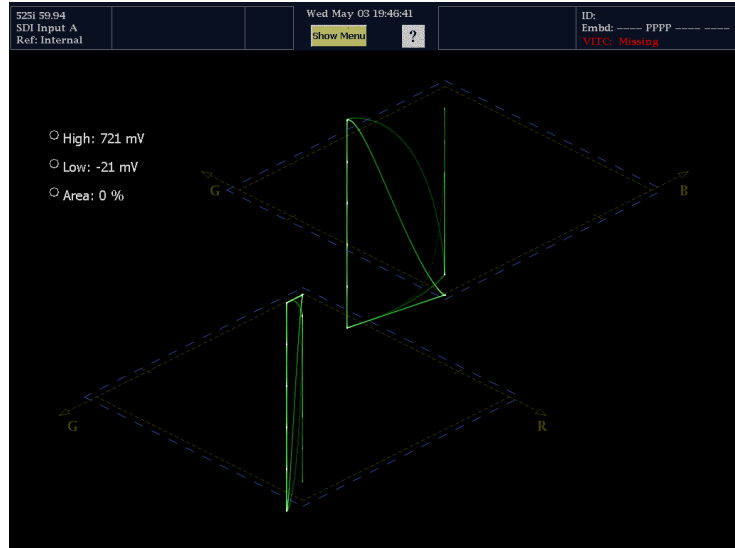 525i 59.94
SDI Input A
Ref: Internal
Wed May 03 19:46:41
Show Menu
?
ID:
Embd: ---- PPPP ---- ----
VITC: Missing
High: 721 mV
Low: -21 mV
Area: 0 %
G
B
G
R